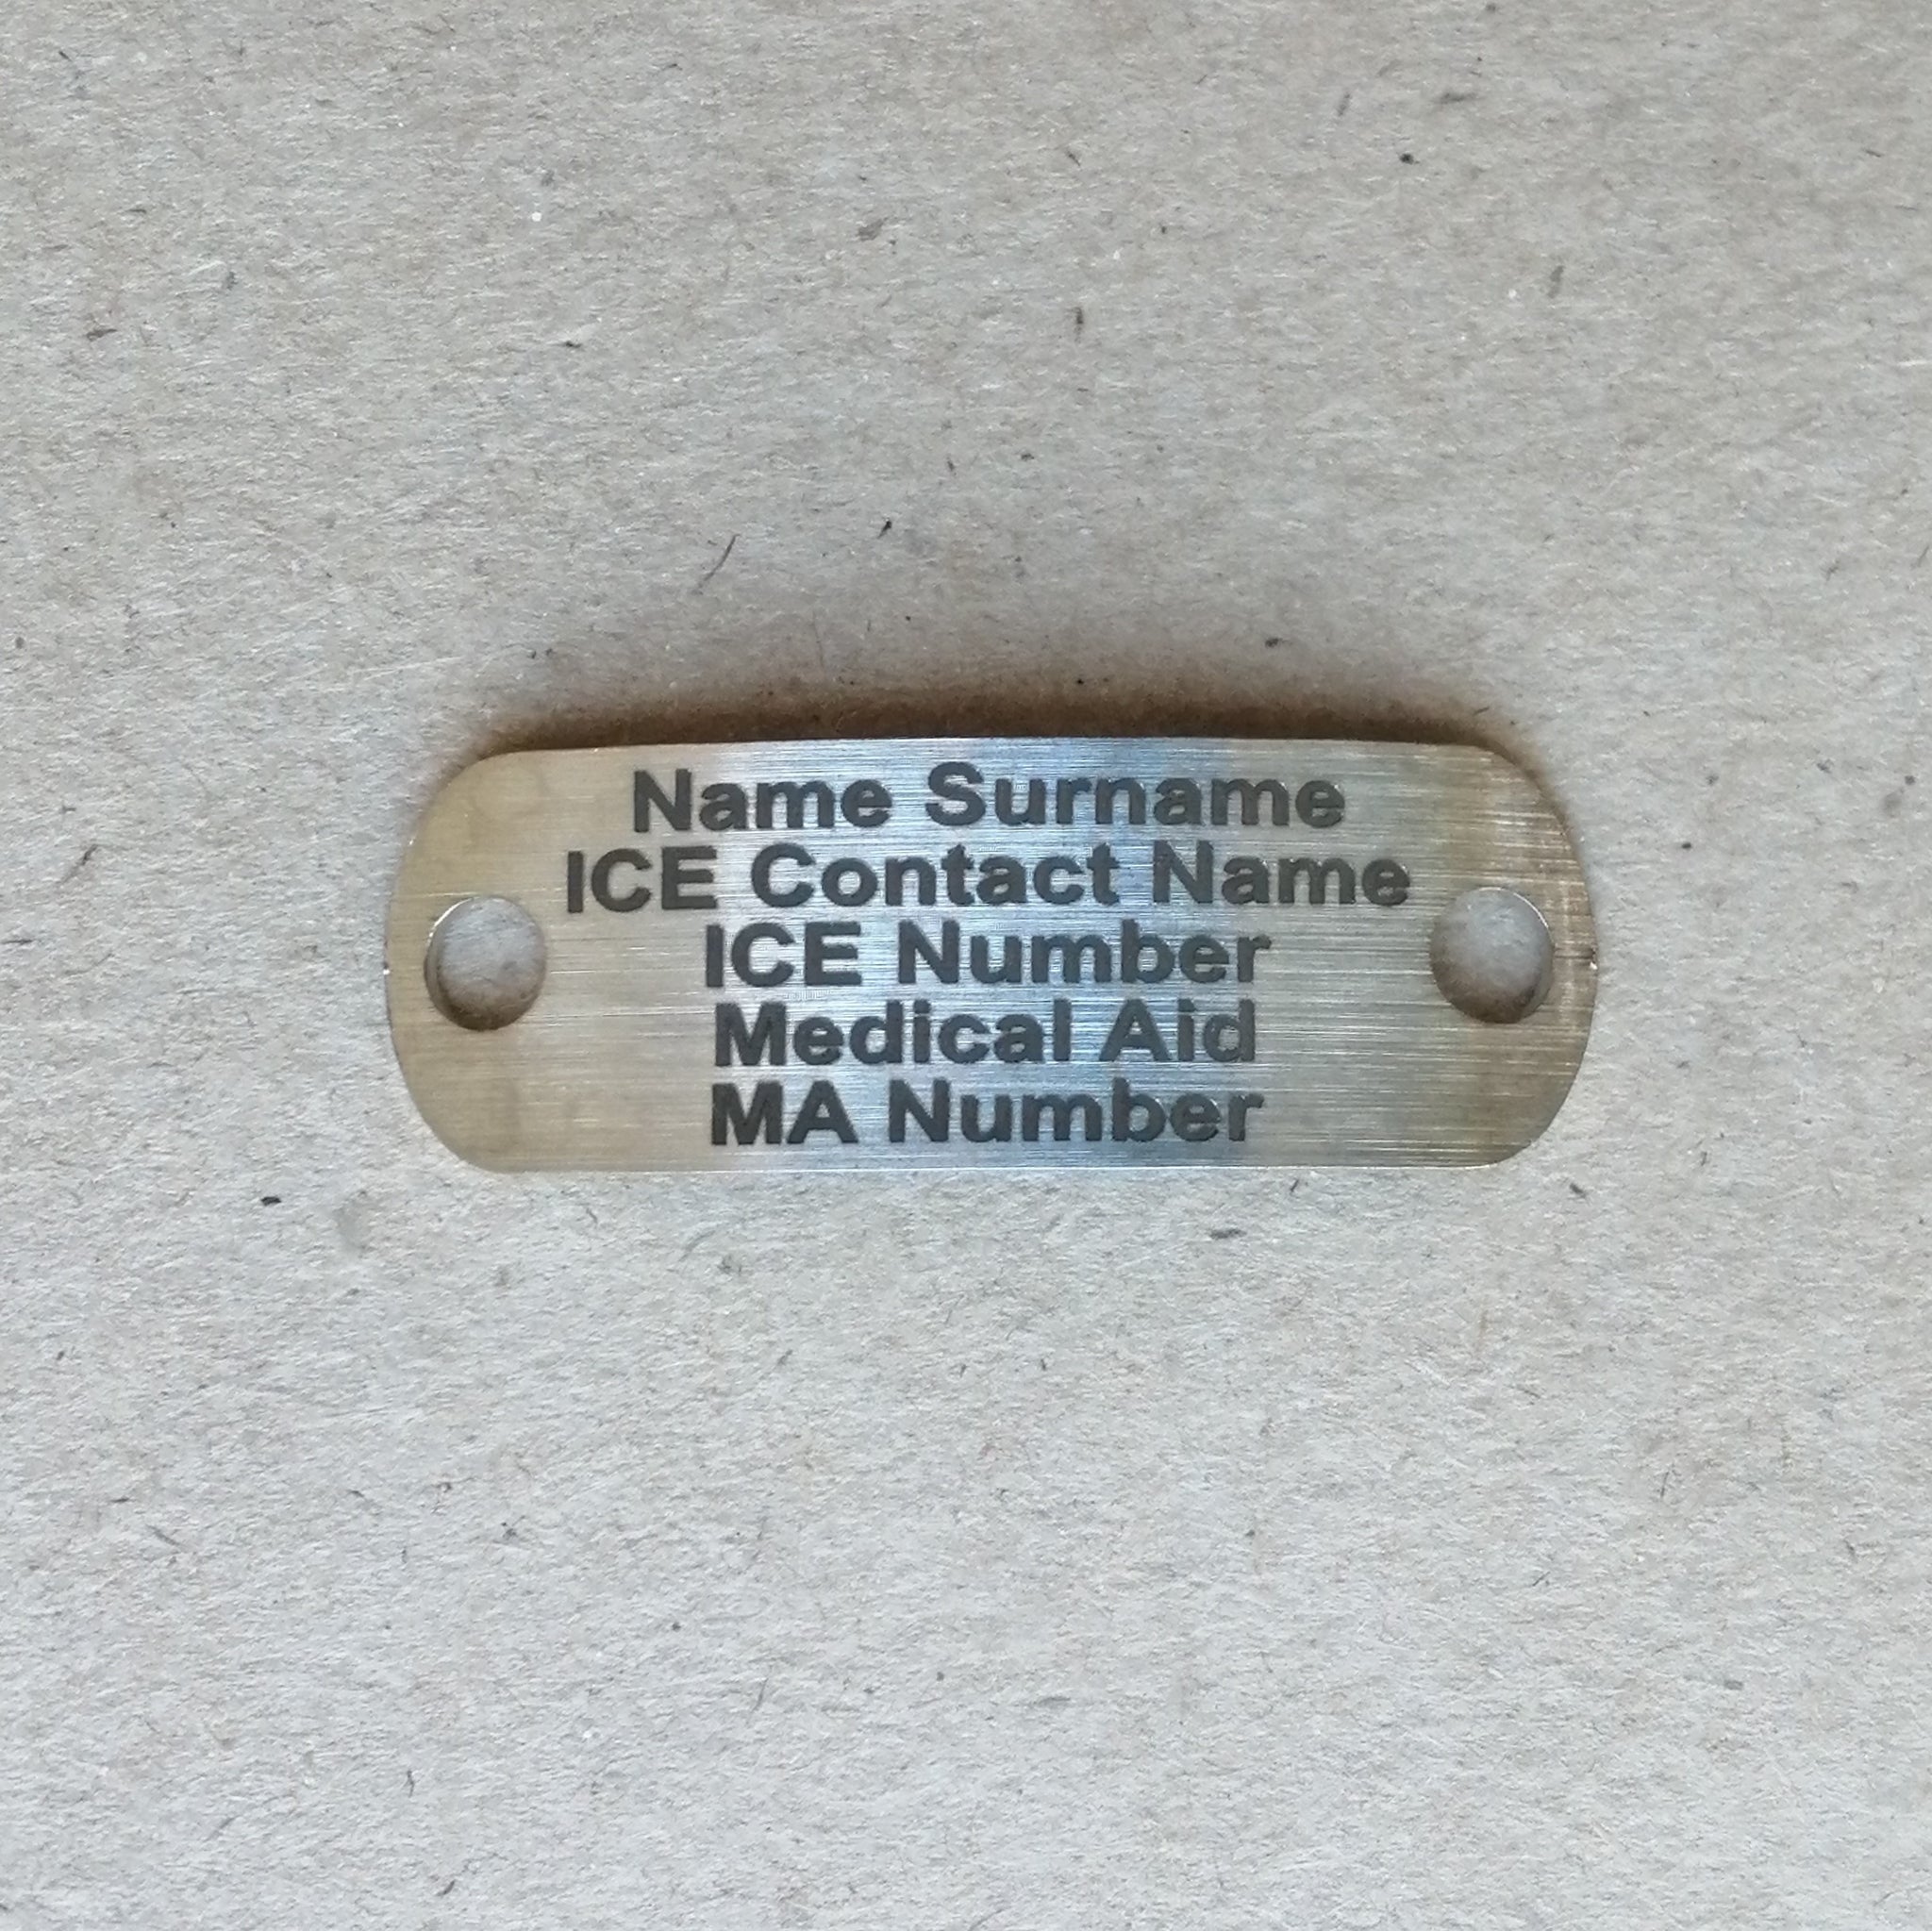 Name Surname
ICE Contact Name
ICE Number
Medical Aid
MA Number